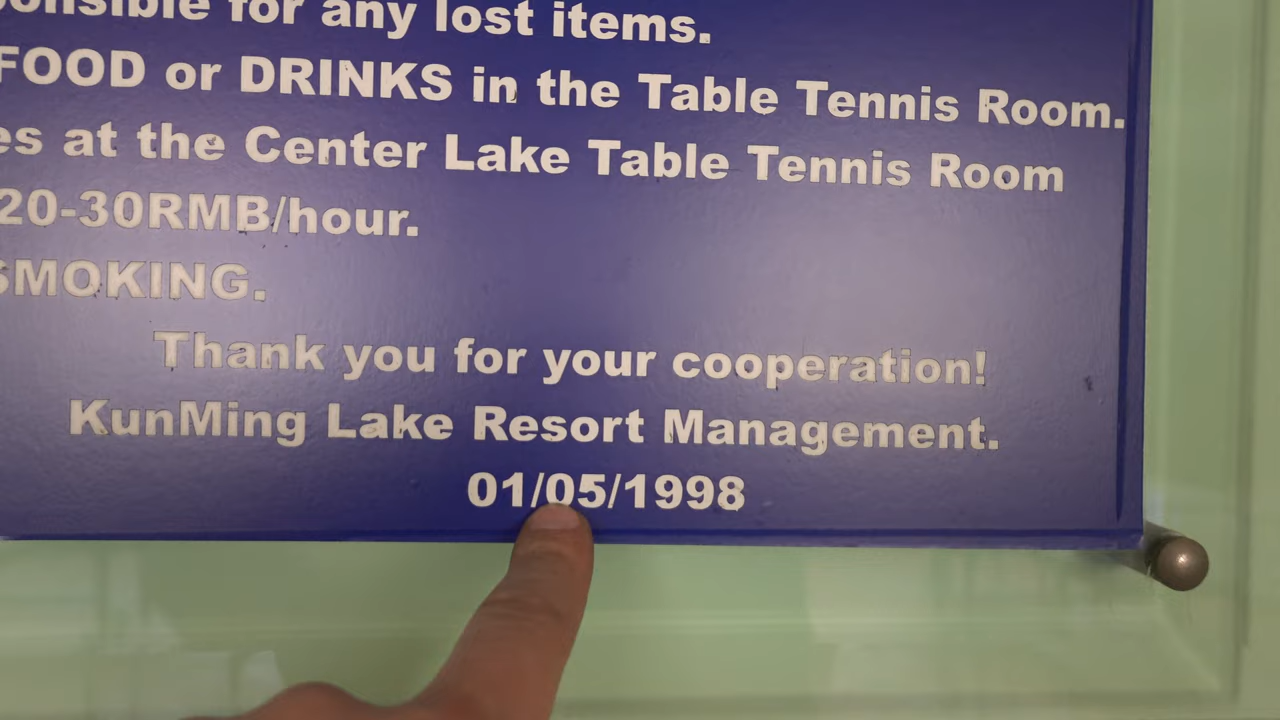 for any lost items.
FOOD or DRINKS in the Table Tennis Room.
at the Center Lake Table Tennis Room
20-30RMB/hour.
SMOKING.
Thank you for your cooperation!
KunMing Lake Resort Management.
01/05/1998